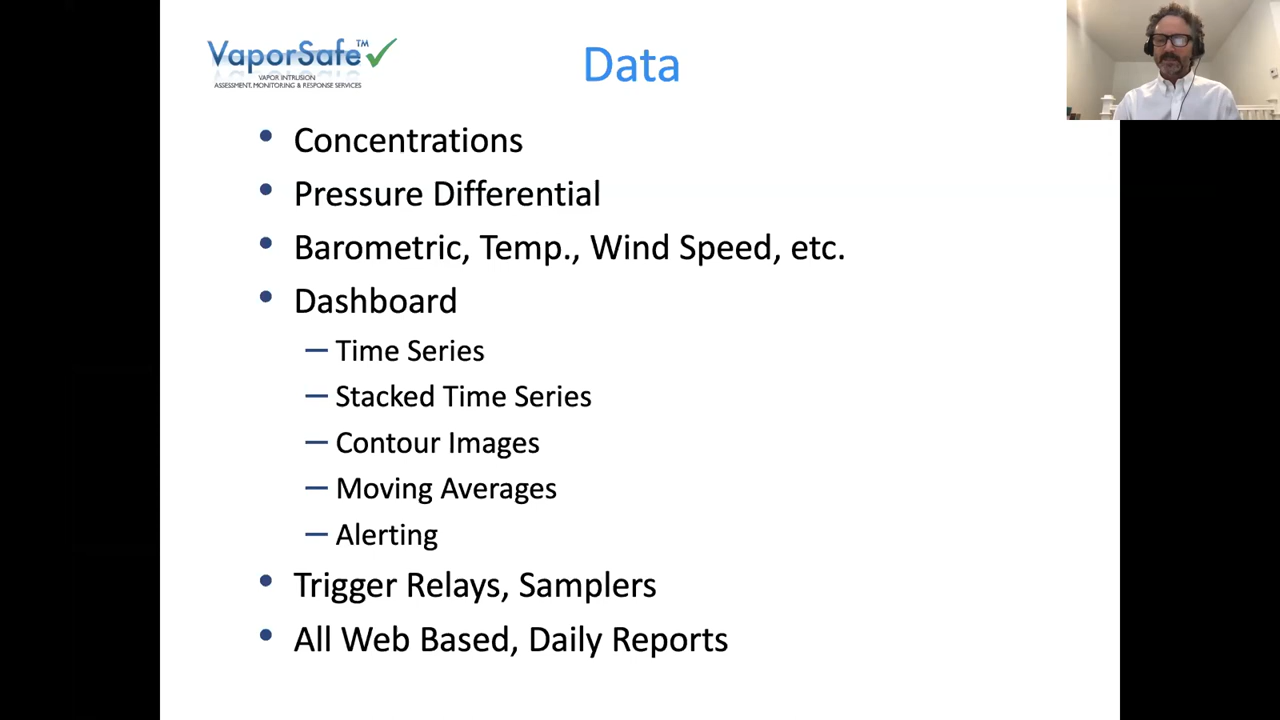 VaporSafe™
VAPOR INTRUSION
ASSESSMENT, MONITORING & RESPONSE SERVICES
Data
• Concentrations
• Pressure Differential
• Barometric, Temp., Wind Speed, etc.
• Dashboard
– Time Series
– Stacked Time Series
– Contour Images
– Moving Averages
– Alerting
• Trigger Relays, Samplers
• All Web Based, Daily Reports